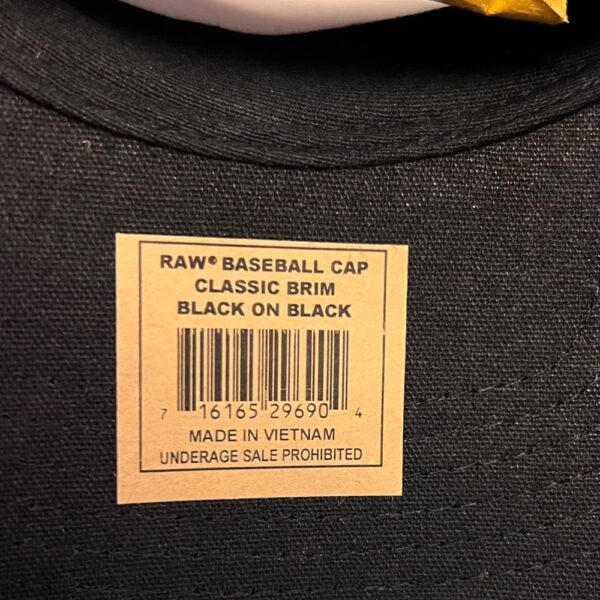 RAW® BASEBALL CAP
CLASSIC BRIM
BLACK ON BLACK
7 16165 29690 4
MADE IN VIETNAM
UNDERAGE SALE PROHIBITED